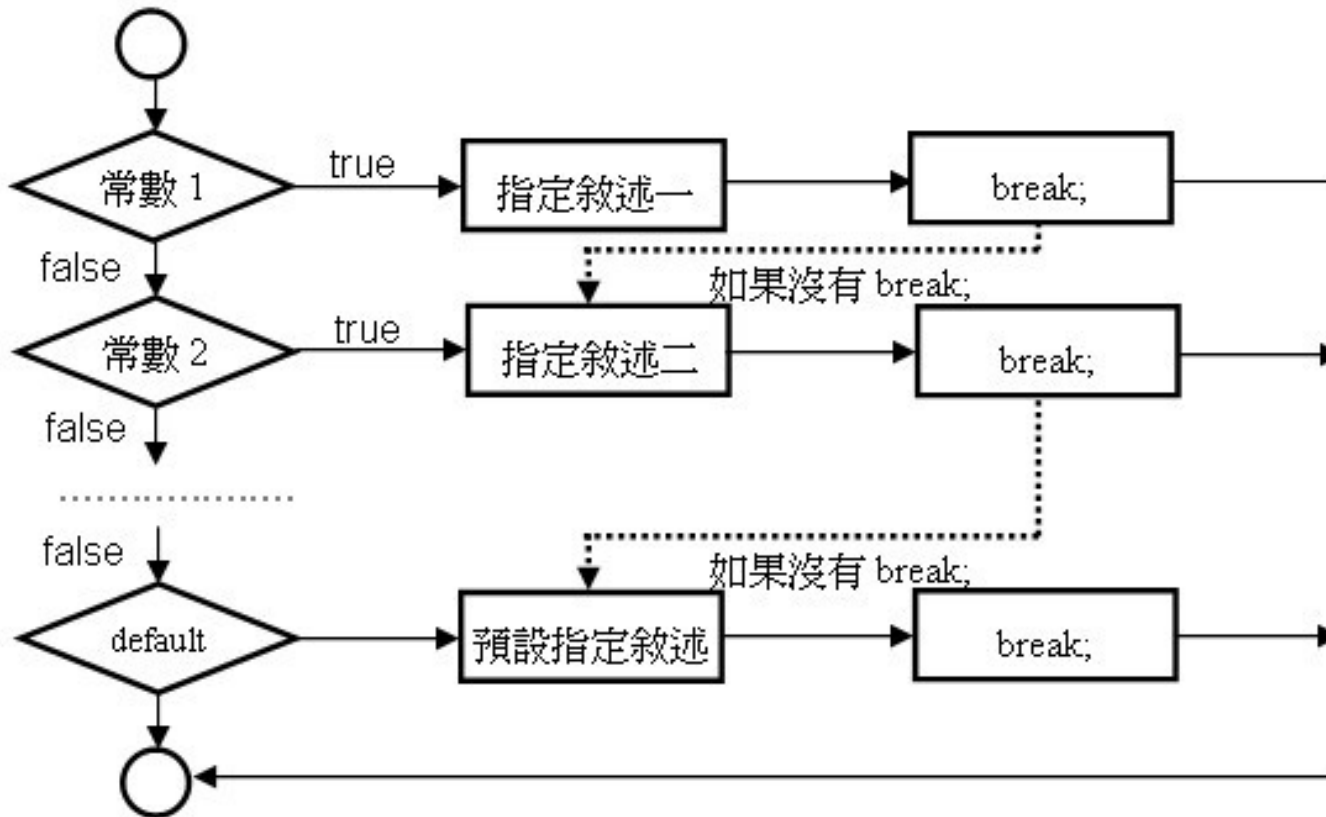 常數 1
true
指定敘述一
break;
false
如果沒有 break;
常數 2
true
指定敘述二
break;
false
false
如果沒有 break;
default
預設指定敘述
break;